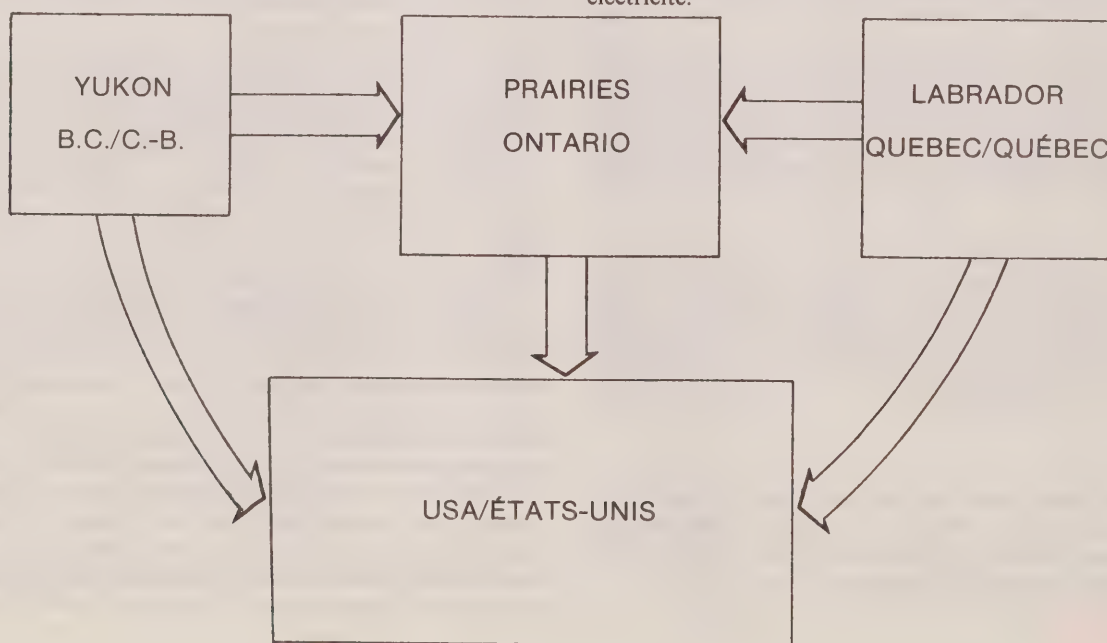 électricité.
YUKON
B.C./C.-B.
PRAIRIES
ONTARIO
LABRADOR
QUEBEC/QUÉBEC
USA/ÉTATS-UNIS